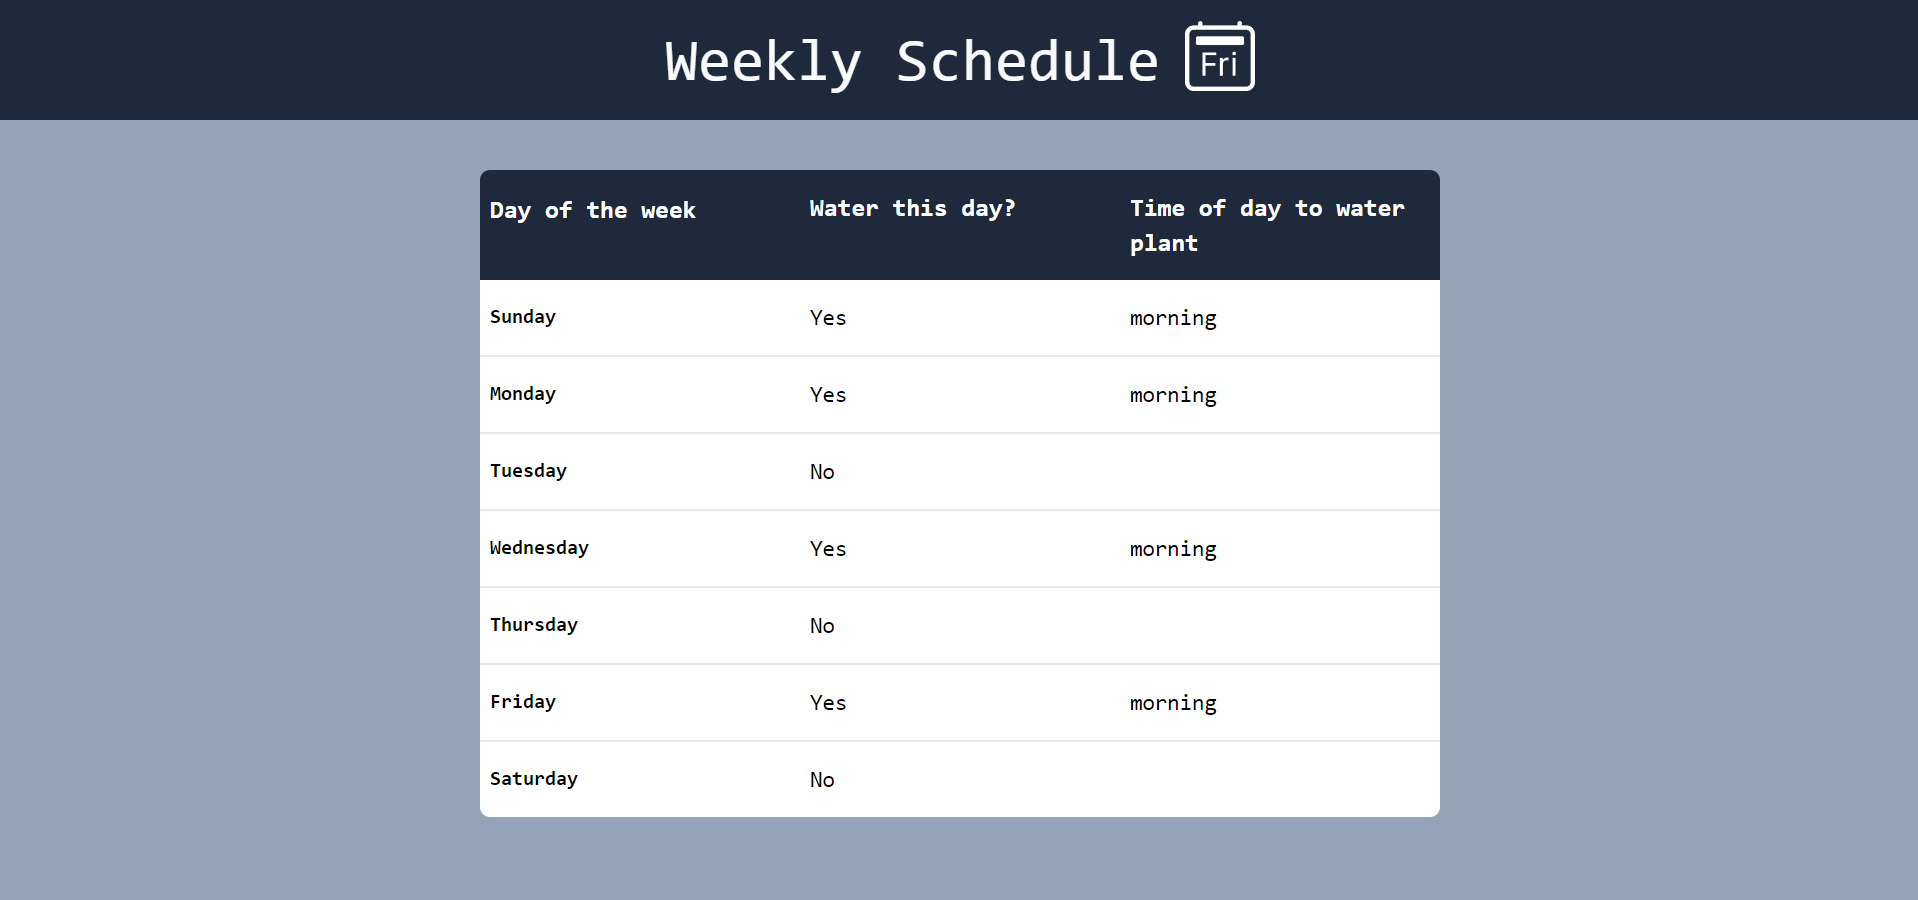 Weekly Schedule
Fri
Day of the week Water this day? Time of day to water
plant
Sunday Yes morning
Monday Yes morning
Tuesday No
Wednesday Yes morning
Thursday No
Friday Yes morning
Saturday No